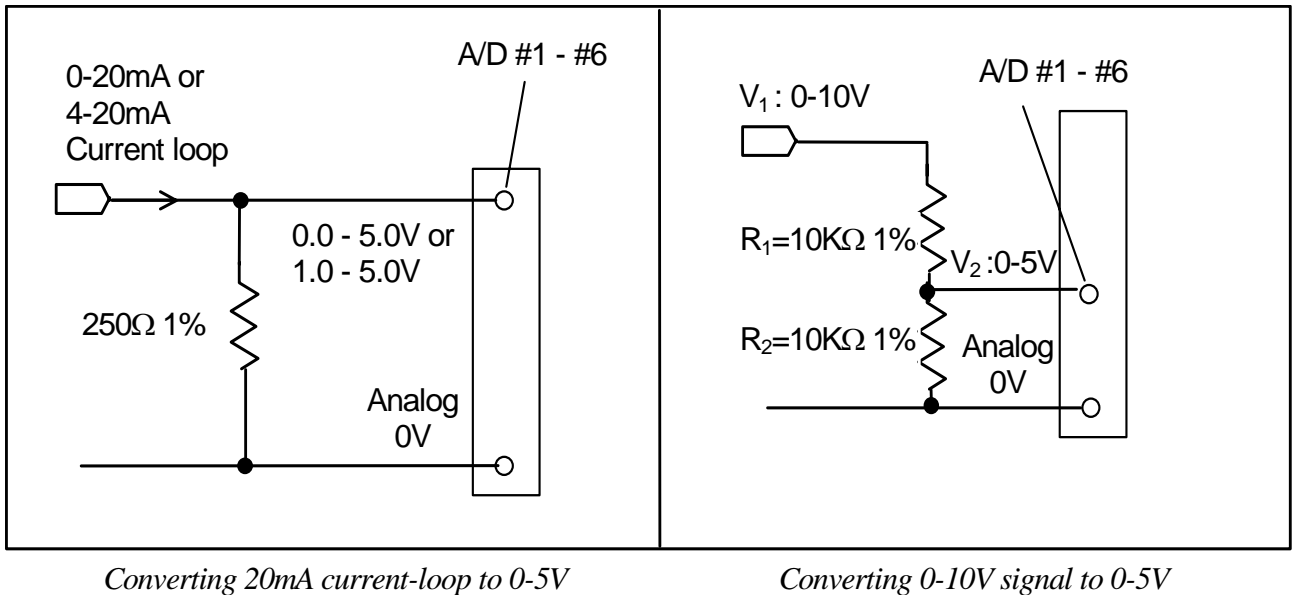 0-20mA or
4-20mA
Current loop
A/D #1 - #6
0.0 - 5.0V or
1.0 - 5.0V
250Ω 1%
Analog
0V
A/D #1 - #6
V₁ : 0-10V
R₁=10KΩ 1%
V₂ :0-5V
R₂=10KΩ 1%
Analog
0V
Converting 20mA current-loop to 0-5V
Converting 0-10V signal to 0-5V